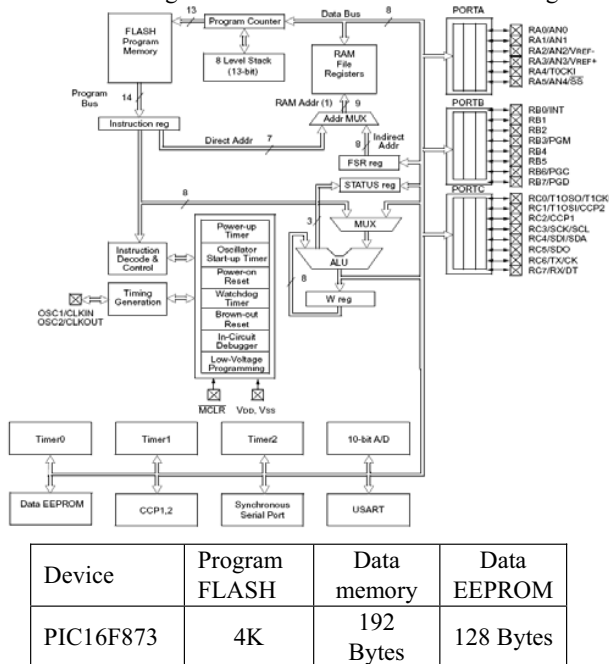 13
Program Counter
Data Bus
8
PORTA
FLASH
Program
Memory
8 Level Stack
(13-bit)
RAM
File
Registers
RA0/AN0
RA1/AN1
RA2/AN2/VREF-
RA3/AN3/VREF+
RA4/T0CKI
RA5/AN4/SS
Program
Bus
14
RAM Addr (1)
9
PORTB
Instruction reg
Addr MUX
Direct Addr
7
8
Indirect
Addr
FSR reg
RB0/INT
RB1
RB2
RB3/PGM
RB4
RB5
RB6/PGC
RB7/PGD
STATUS reg
8
PORTC
3
MUX
RC0/T1OSO/T1CKI
RC1/T1OSI/CCP2
RC2/CCP1
RC3/SCK/SCL
RC4/SDI/SDA
RC5/SDO
RC6/TX/CK
RC7/RX/DT
Instruction
Decode &
Control
Power-up
Timer
Oscillator
Start-up Timer
Power-on
Reset
Watchdog
Timer
Brown-out
Reset
In-Circuit
Debugger
Low-Voltage
Programming
ALU
8
W reg
Timing
Generation
OSC1/CLKIN
OSC2/CLKOUT
MCLR
VDD, VSS
Timer0
Timer1
Timer2
10-bit A/D
Data EEPROM
CCP1,2
Synchronous
Serial Port
USART
Device
Program
FLASH
Data
memory
Data
EEPROM
PIC16F873
4K
192
Bytes
128 Bytes